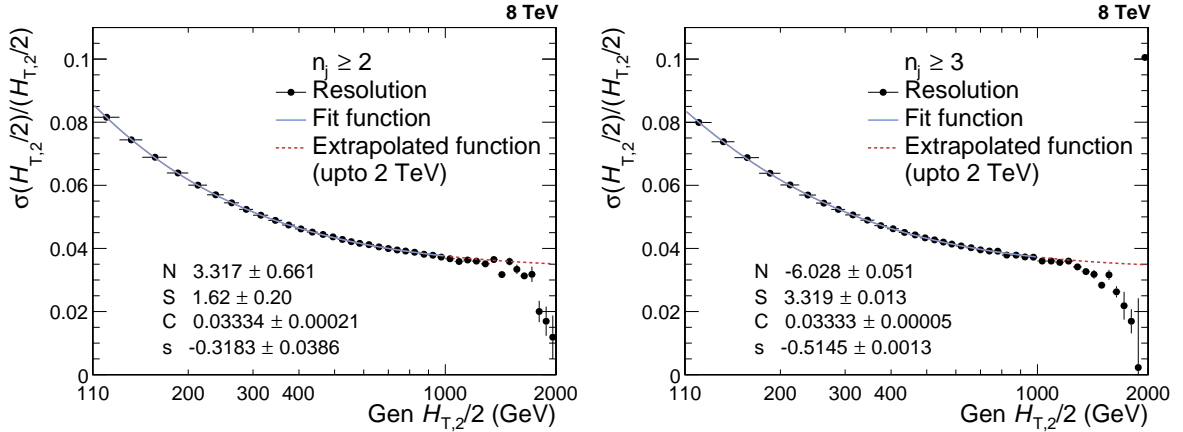 8 TeV
σ(H_T,2/2)/(H_T,2/2)
0.1
0.08
0.06
0.04
0.02
0
n_j ≥ 2
Resolution
Fit function
Extrapolated function
(upto 2 TeV)
N 3.317 ± 0.661
S 1.62 ± 0.20
C 0.03334 ± 0.00021
s -0.3183 ± 0.0386
110 200 300 400 1000 2000
Gen H_T,2/2 (GeV)
8 TeV
σ(H_T,2/2)/(H_T,2/2)
0.1
0.08
0.06
0.04
0.02
0
n_j ≥ 3
Resolution
Fit function
Extrapolated function
(upto 2 TeV)
N -6.028 ± 0.051
S 3.319 ± 0.013
C 0.03333 ± 0.00005
s -0.5145 ± 0.0013
110 200 300 400 1000 2000
Gen H_T,2/2 (GeV)